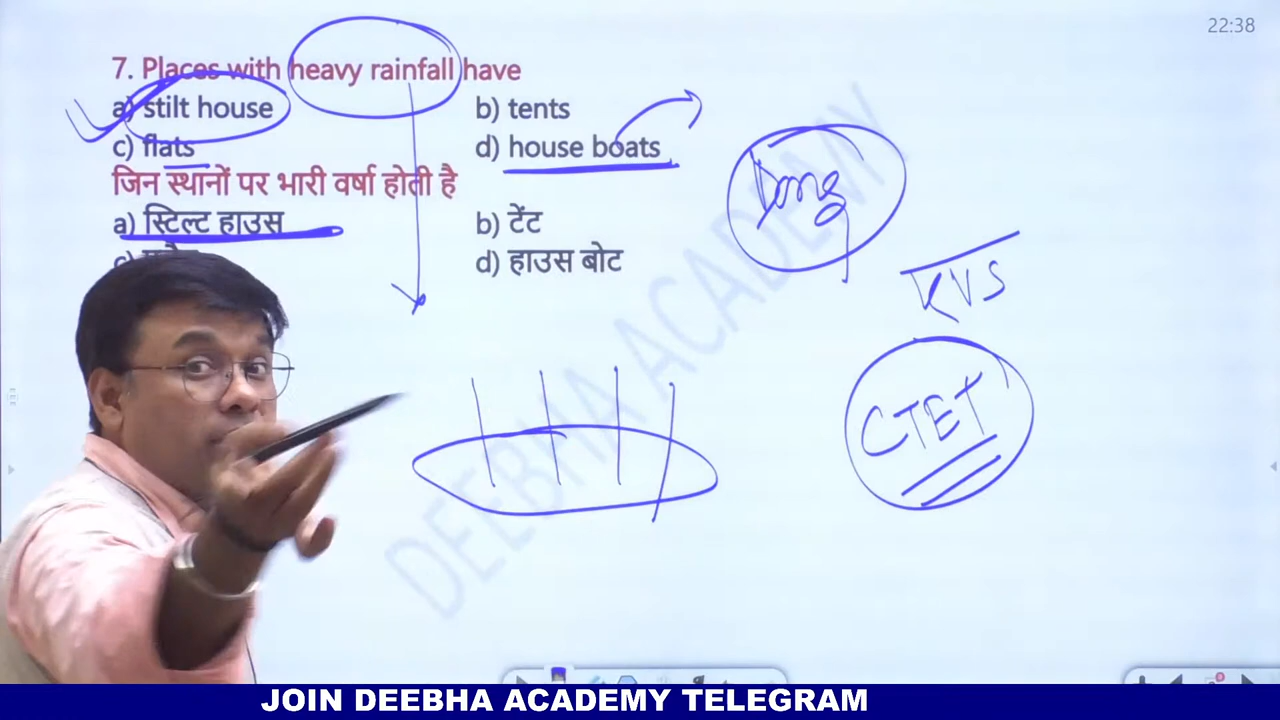 22:38
7. Places with heavy rainfall have
a) stilt house b) tents
c) flats d) house boats
जिन स्थानों पर भारी वर्षा होती है
a) स्टिल्ट हाउस b) टेंट
d) हाउस बोट
KVS
CTET
DEEBHA ACADEMY
JOIN DEEBHA ACADEMY TELEGRAM